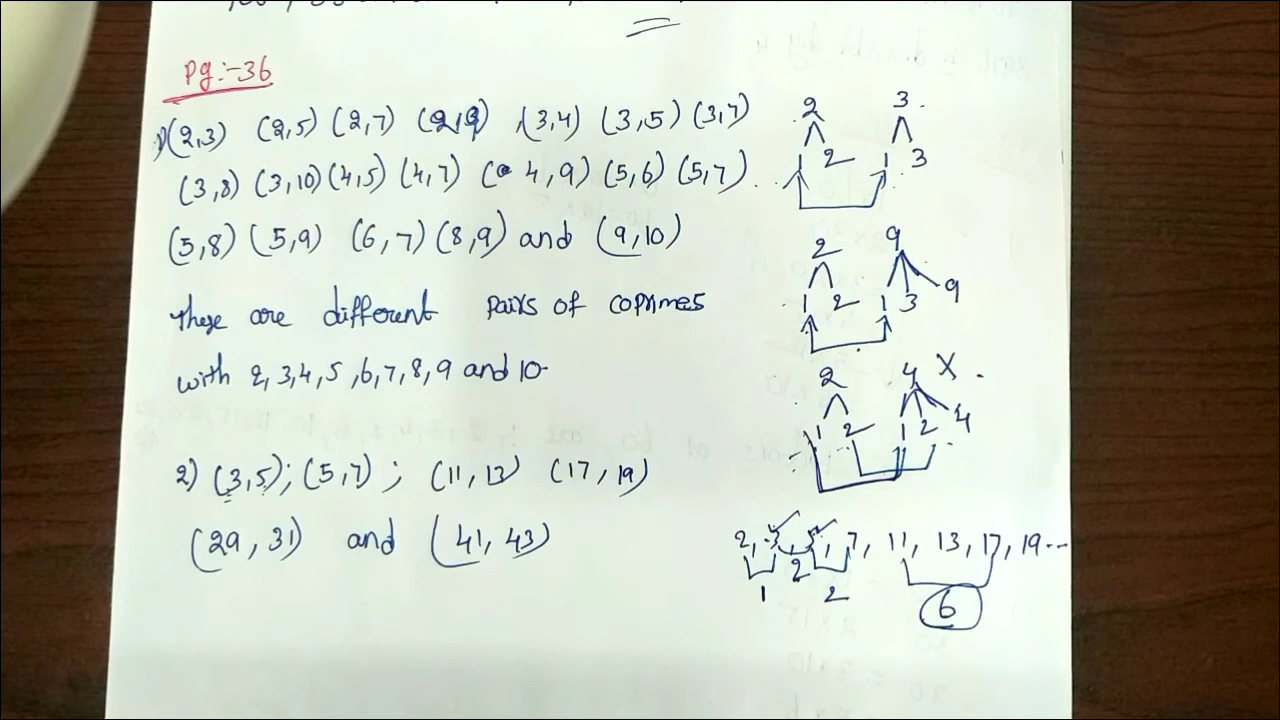 Pg:-36
1) (2,3) (2,5) (2,7) (2,9) , (3,4) (3,5) (3,7)
(3,8) (3,10) (4,5) (4,7) (4,9) (5,6) (5,7)
(5,8) (5,9) (6,7) (8,9) and (9,10)
These are different pairs of coprimes
with 2, 3, 4, 5, 6, 7, 8, 9 and 10.
2) (3,5); (5,7) ; (11,13) (17,19)
(29,31) and (41,43)
2 3
1 2 1 3
2 9
1 2 1 3 9
2 4 X
1 2 1 2 4
2, 3, 5, 7, 11, 13, 17, 19--
2
1 2 6